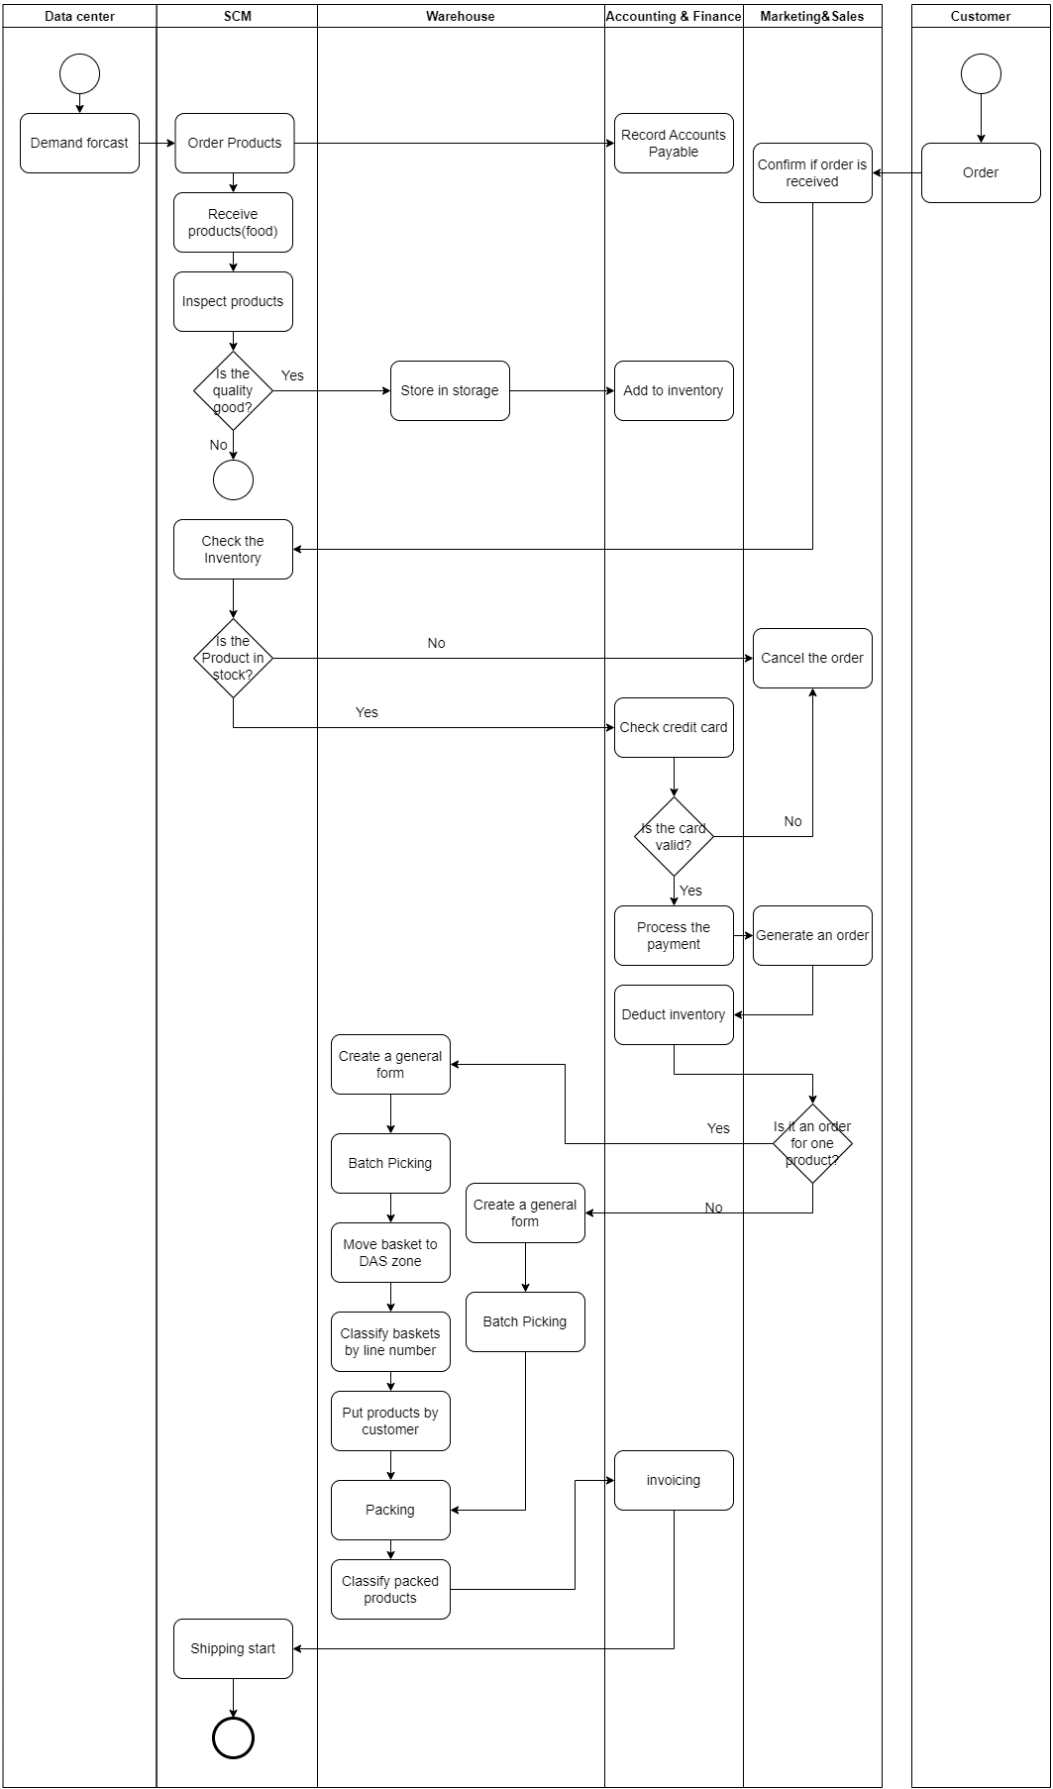 Data center
SCM
Warehouse
Accounting & Finance
Marketing&Sales
Customer
Demand forcast
Order Products
Record Accounts
Payable
Confirm if order is
received
Order
Receive
products(food)
Inspect products
Is the
quality
good?
Yes
No
Store in storage
Add to inventory
Check the
Inventory
Is the
Product in
stock?
No
Yes
Cancel the order
Check credit card
Is the card
valid?
No
Yes
Process the
payment
Generate an order
Deduct inventory
Is it an order
for one
product?
Yes
No
Create a general
form
Batch Picking
Move basket to
DAS zone
Classify baskets
by line number
Put products by
customer
Create a general
form
Batch Picking
Packing
Classify packed
products
invoicing
Shipping start